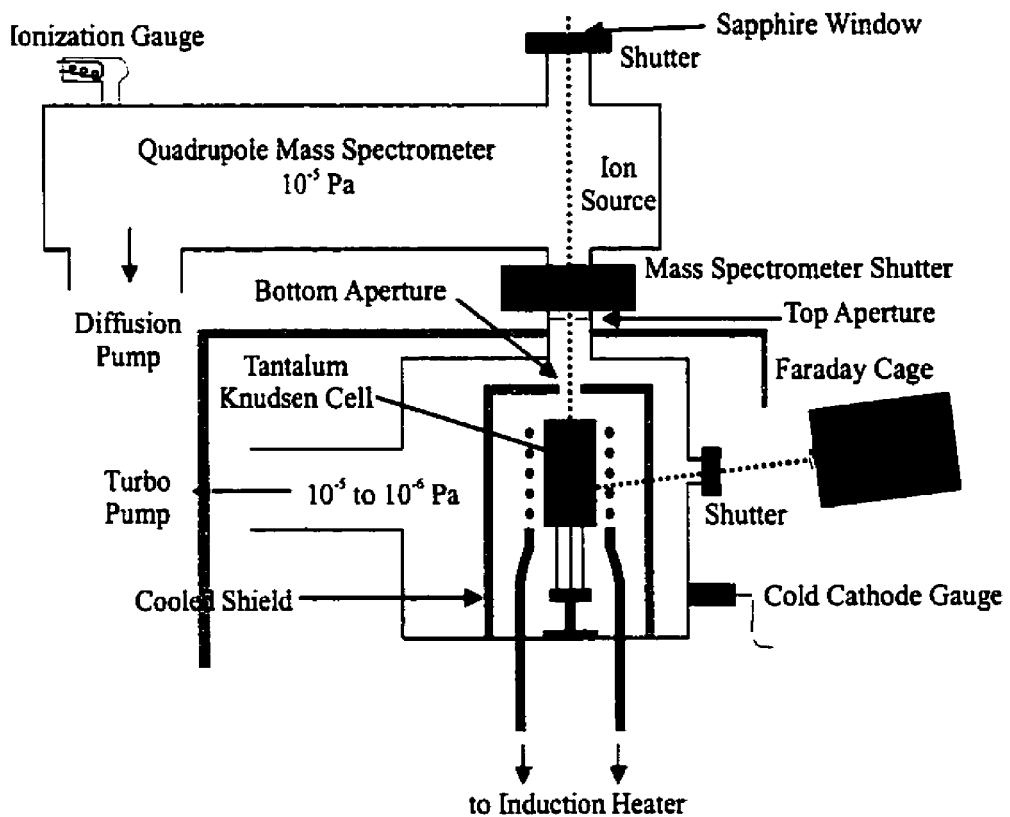 Ionization Gauge
Sapphire Window
Shutter
Quadrupole Mass Spectrometer
10⁻⁵ Pa
Ion
Source
Mass Spectrometer Shutter
Bottom Aperture
Top Aperture
Diffusion
Pump
Tantalum
Knudsen Cell
Faraday Cage
Turbo
Pump
10⁻⁵ to 10⁻⁶ Pa
Shutter
Cooled Shield
Cold Cathode Gauge
to Induction Heater